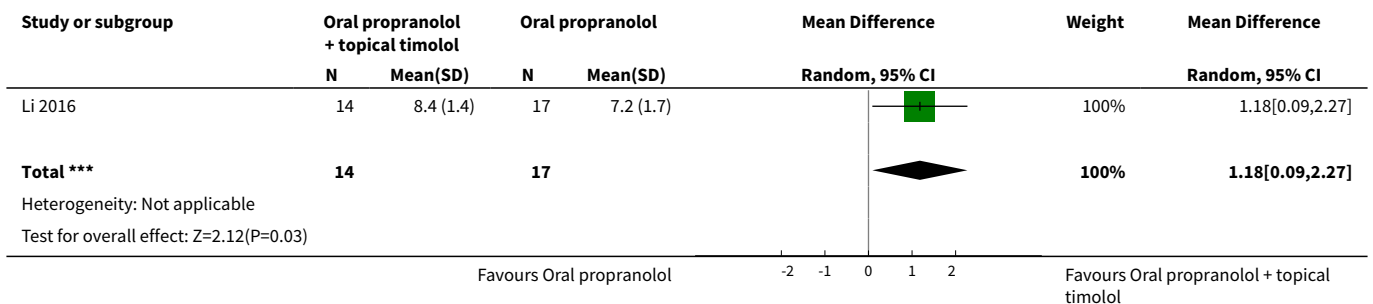 Study or subgroup Oral propranolol + topical timolol Oral propranolol Mean Difference Weight Mean Difference
N Mean(SD) N Mean(SD) Random, 95% CI Random, 95% CI
Li 2016 14 8.4 (1.4) 17 7.2 (1.7) 100% 1.18[0.09,2.27]
Total *** 14 17 100% 1.18[0.09,2.27]
Heterogeneity: Not applicable
Test for overall effect: Z=2.12(P=0.03)
Favours Oral propranolol -2 -1 0 1 2 Favours Oral propranolol + topical
timolol